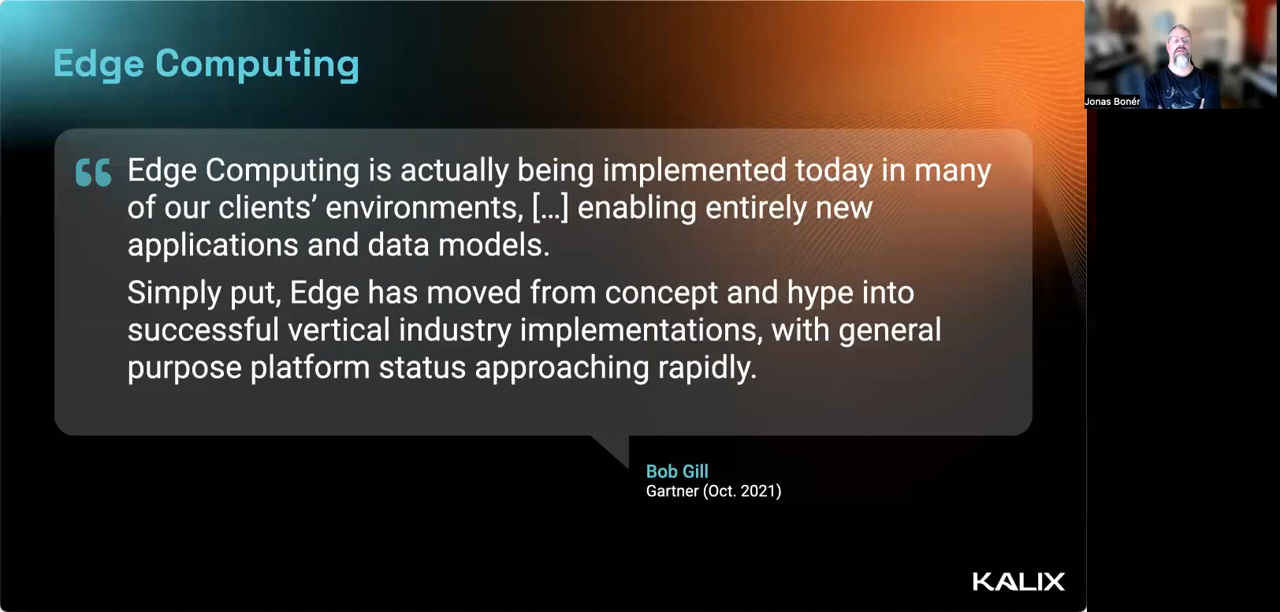 Edge Computing
Jonas Bonér
“ Edge Computing is actually being implemented today in many
of our clients’ environments, […] enabling entirely new
applications and data models.
Simply put, Edge has moved from concept and hype into
successful vertical industry implementations, with general
purpose platform status approaching rapidly.
Bob Gill
Gartner (Oct. 2021)
KALIX